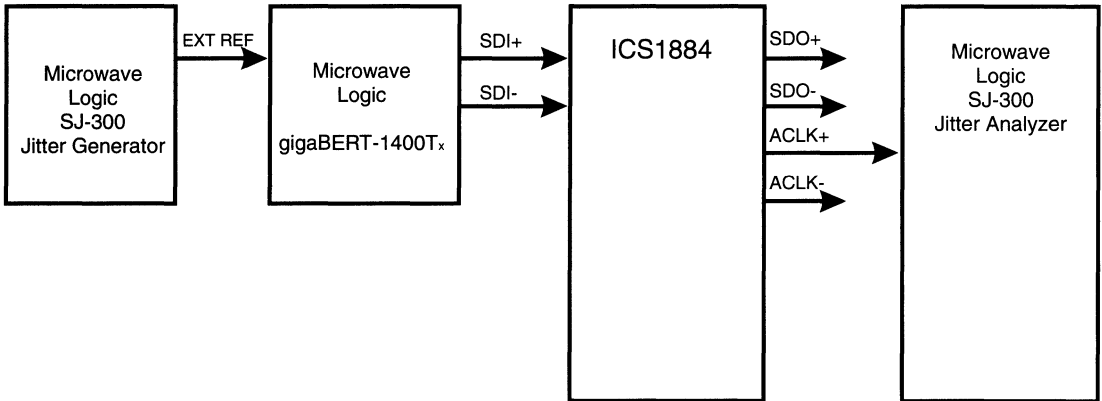 Microwave
Logic
SJ-300
Jitter Generator
EXT REF
Microwave
Logic
gigaBERT-1400Tx
SDI+
SDI-
ICS1884
SDO+
SDO-
ACLK+
ACLK-
Microwave
Logic
SJ-300
Jitter Analyzer